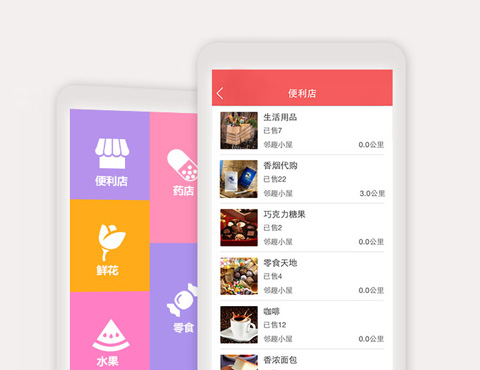 便利店
药店
鲜花
零食
水果
便利店
生活用品
已售7
邻趣小屋
0.0公里
香烟代购
已售22
邻趣小屋
3.0公里
巧克力糖果
已售2
邻趣小屋
0.0公里
零食天地
已售4
邻趣小屋
0.0公里
咖啡
已售12
邻趣小屋
0.0公里
香浓面包